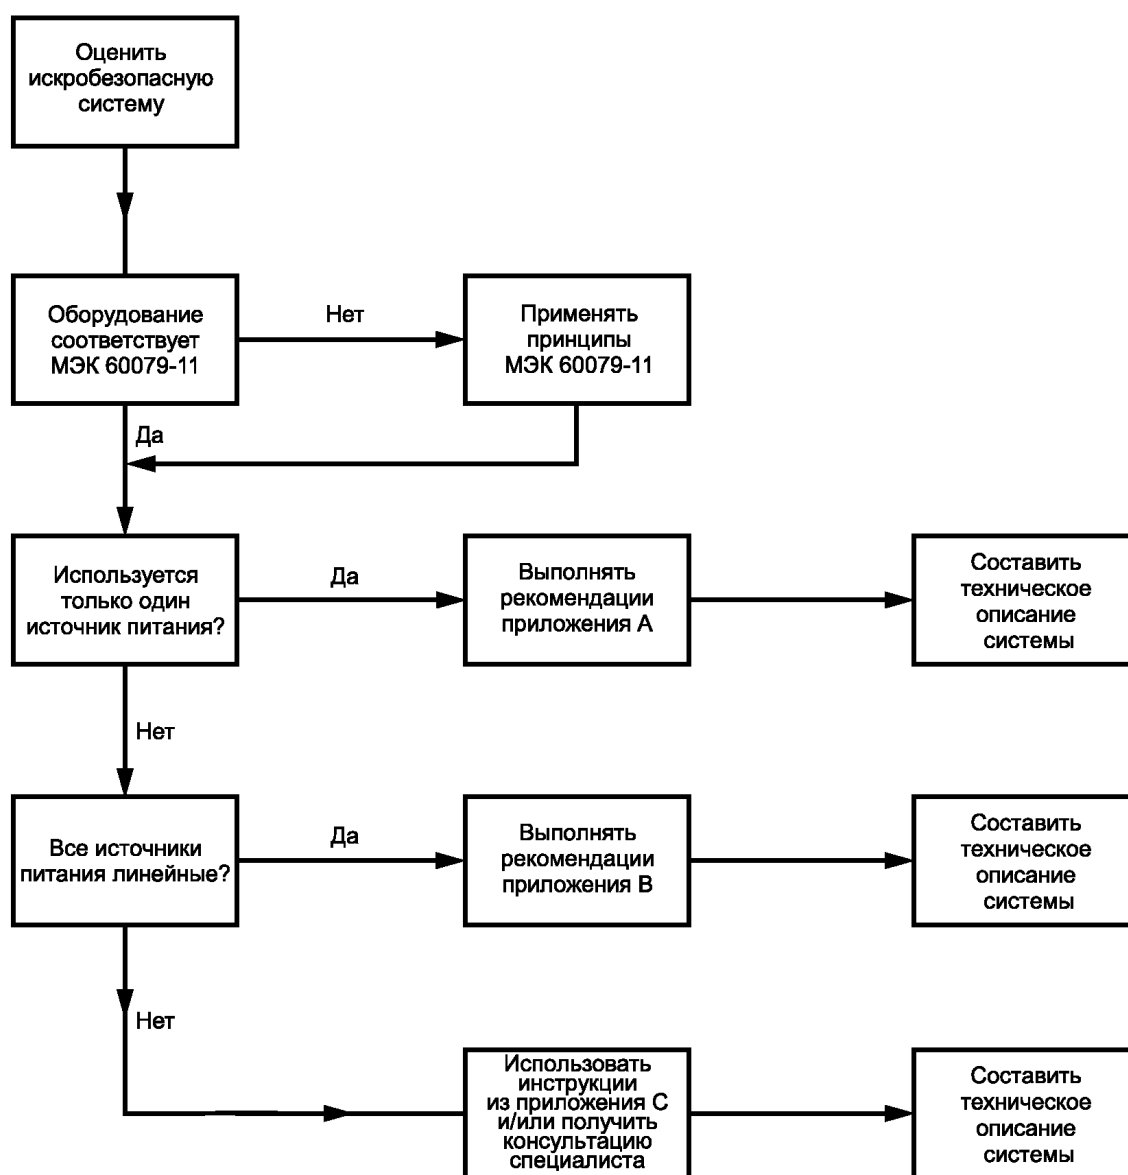 Оценить
искробезопасную
систему
Оборудование
соответствует
МЭК 60079-11
Нет
Применять
принципы
МЭК 60079-11
Да
Используется
только один
источник питания?
Да
Выполнять
рекомендации
приложения А
Составить
техническое
описание
системы
Нет
Все источники
питания линейные?
Да
Выполнять
рекомендации
приложения В
Составить
техническое
описание
системы
Нет
Использовать
инструкции
из приложения С
и/или получить
консультацию
специалиста
Составить
техническое
описание
системы